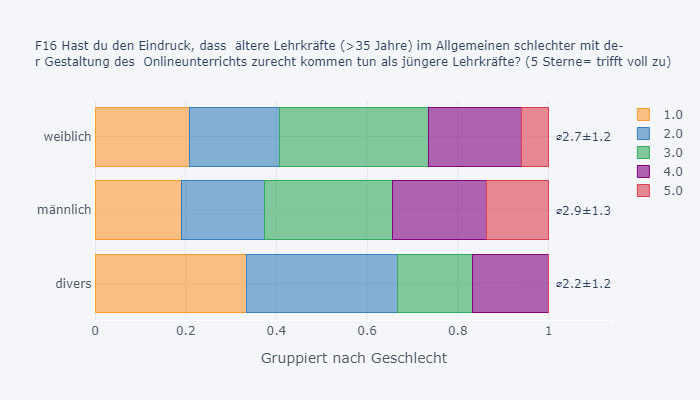 F16 Hast du den Eindruck, dass  ältere Lehrkräfte (>35 Jahre) im Allgemeinen schlechter mit de-
r Gestaltung des  Onlineunterrichts zurecht kommen tun als jüngere Lehrkräfte? (5 Sterne= trifft voll zu)
weiblich
⌀2.7±1.2
männlich
⌀2.9±1.3
divers
⌀2.2±1.2
0 0.2 0.4 0.6 0.8 1
Gruppiert nach Geschlecht
1.0
2.0
3.0
4.0
5.0